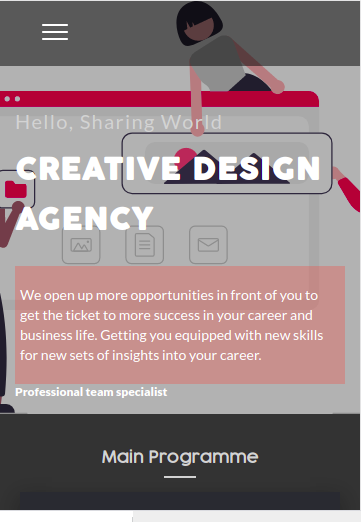 Hello, Sharing World
CREATIVE DESIGN
AGENCY
We open up more opportunities in front of you to
get the ticket to more success in your career and
business life. Getting you equipped with new skills
for new sets of insights into your career.
Professional team specialist
Main Programme